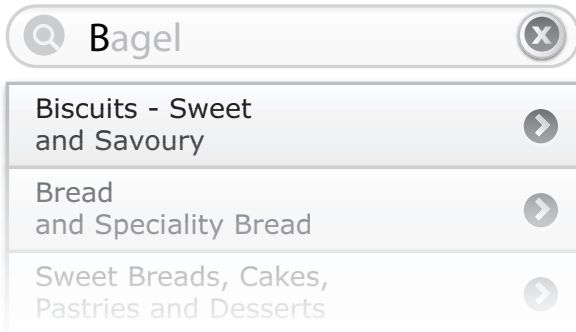 Bagel
Biscuits - Sweet
and Savoury
Bread
and Speciality Bread
Sweet Breads, Cakes,
Pastries and Desserts